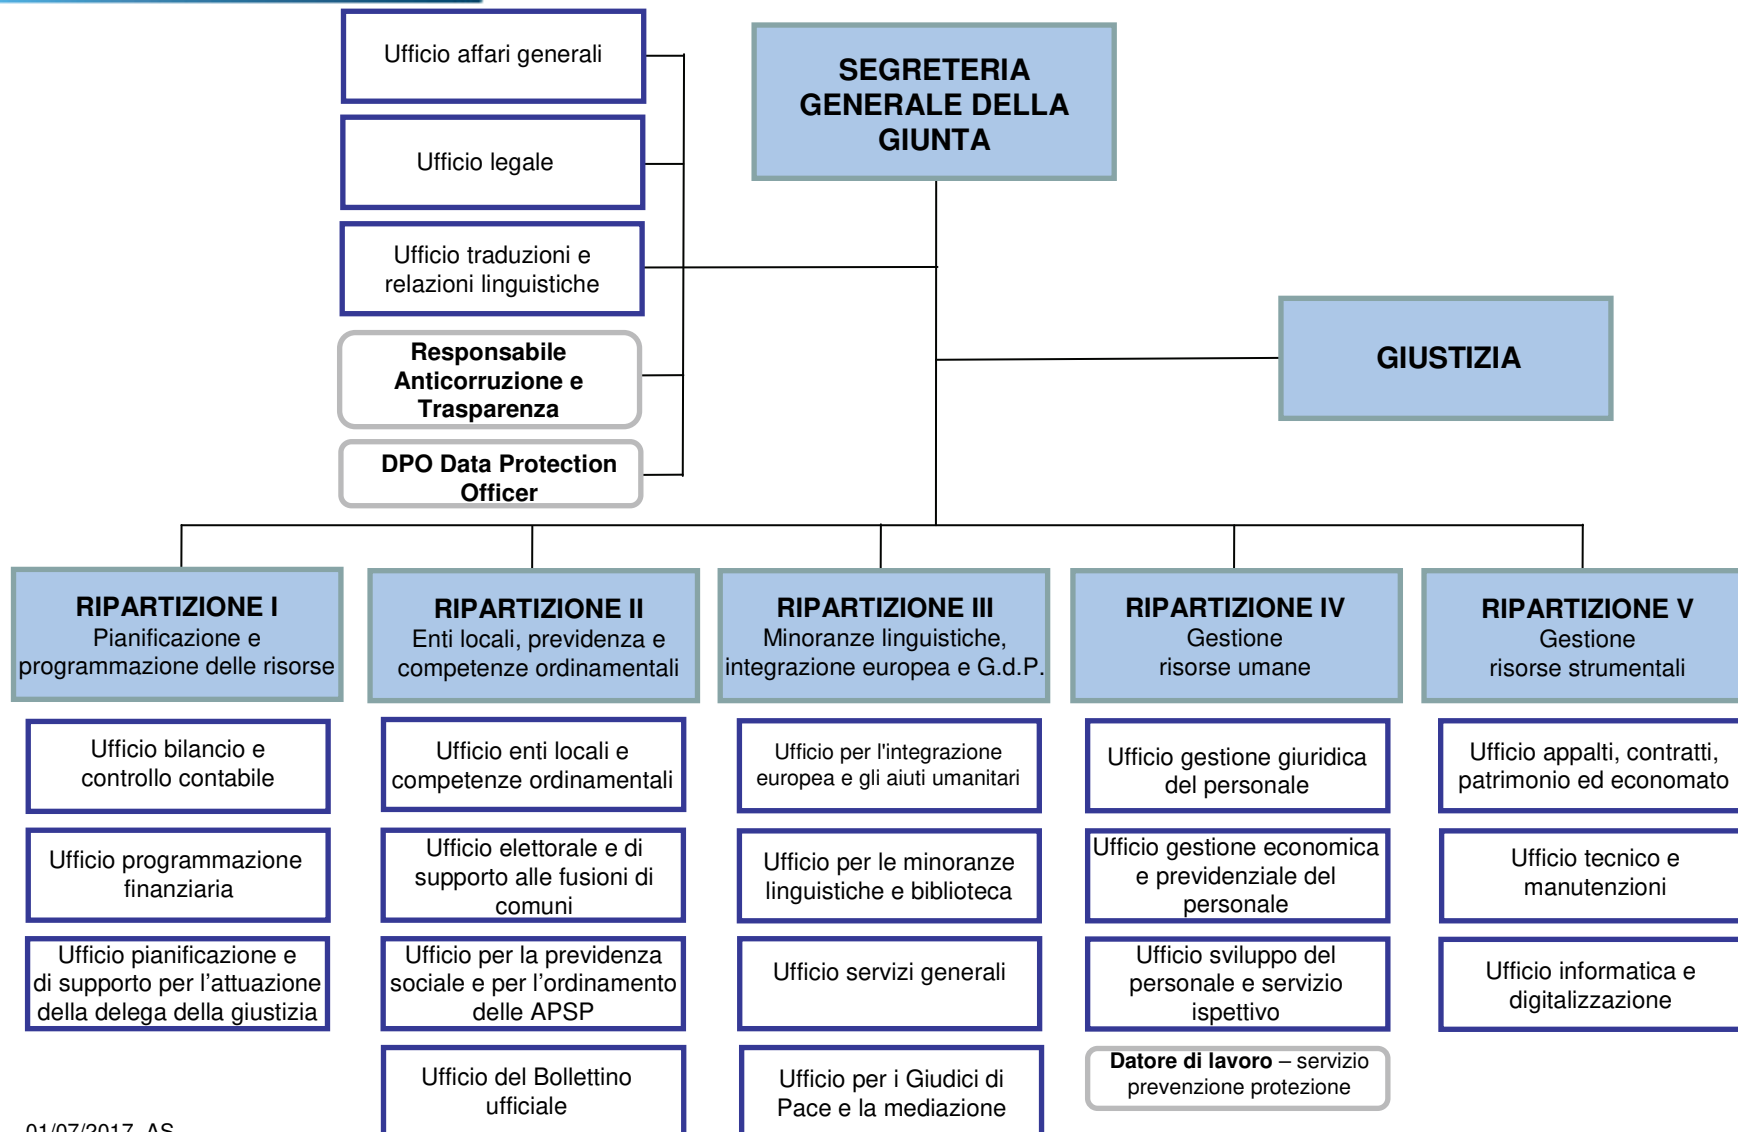 Ufficio affari generali
SEGRETERIA
GENERALE DELLA
GIUNTA
Ufficio legale
Ufficio traduzioni e
relazioni linguistiche
Responsabile
Anticorruzione e
Trasparenza
GIUSTIZIA
DPO Data Protection
Officer
RIPARTIZIONE I
Pianificazione e
programmazione delle risorse
RIPARTIZIONE II
Enti locali, previdenza e
competenze ordinamentali
RIPARTIZIONE III
Minoranze linguistiche,
integrazione europea e G.d.P.
RIPARTIZIONE IV
Gestione
risorse umane
RIPARTIZIONE V
Gestione
risorse strumentali
Ufficio bilancio e
controllo contabile
Ufficio enti locali e
competenze ordinamentali
Ufficio per l'integrazione
europea e gli aiuti umanitari
Ufficio gestione giuridica
del personale
Ufficio appalti, contratti,
patrimonio ed economato
Ufficio programmazione
finanziaria
Ufficio elettorale e di
supporto alle fusioni di
comuni
Ufficio per le minoranze
linguistiche e biblioteca
Ufficio gestione economica
e previdenziale del
personale
Ufficio tecnico e
manutenzioni
Ufficio pianificazione e
di supporto per l’attuazione
della delega della giustizia
Ufficio per la previdenza
sociale e per l’ordinamento
delle APSP
Ufficio servizi generali
Ufficio sviluppo del
personale e servizio
ispettivo
Ufficio informatica e
digitalizzazione
Ufficio del Bollettino
ufficiale
Ufficio per i Giudici di
Pace e la mediazione
Datore di lavoro – servizio
prevenzione protezione
01/07/2017 AS